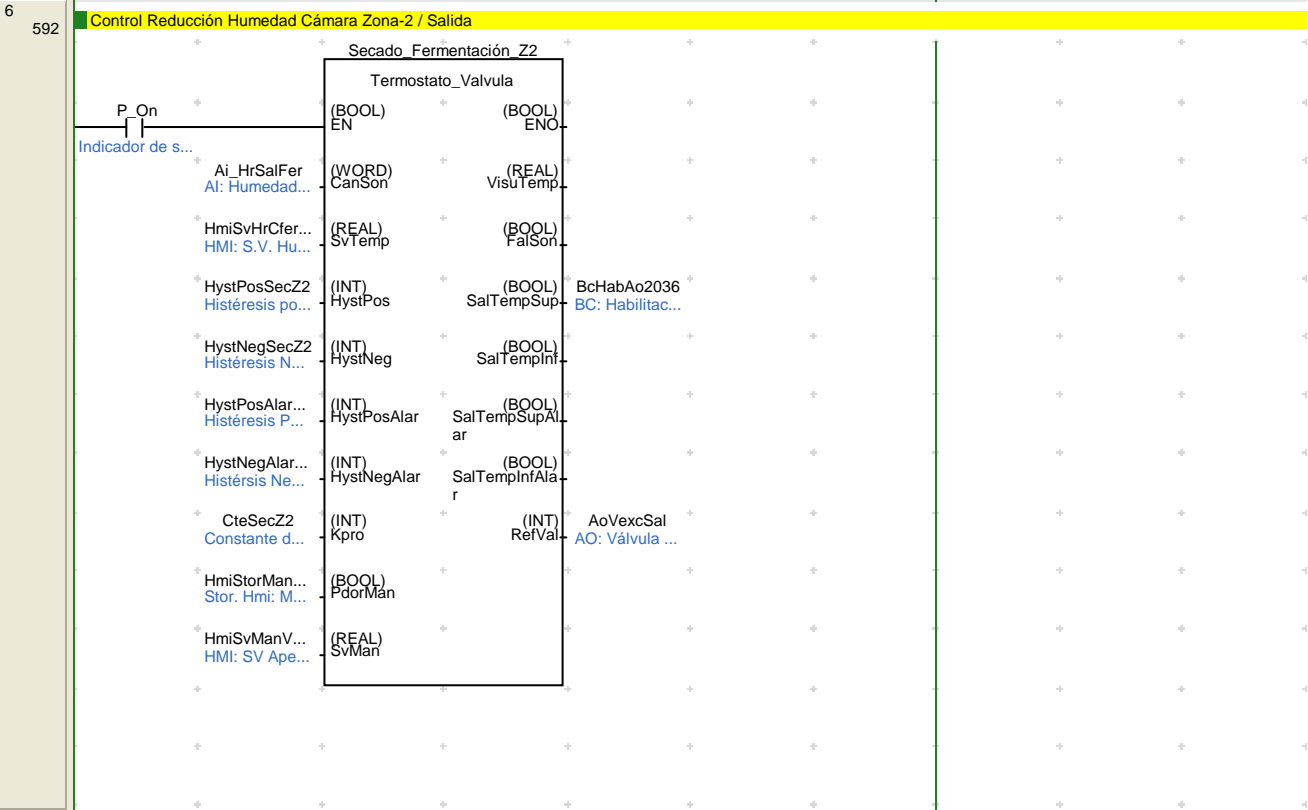 6
592
Control Reducción Humedad Cámara Zona-2 / Salida
Secado_Fermentación_Z2
Termostato_Valvula
P_On
Indicador de s...
(BOOL)
EN
(BOOL)
ENO
Ai_HrSalFer
AI: Humedad...
(WORD)
CanSon
(REAL)
VisuTemp
HmiSvHrCfer...
HMI: S.V. Hu...
(REAL)
SvTemp
(BOOL)
FalSon
HystPosSecZ2
Histéresis po...
(INT)
HystPos
(BOOL)
SalTempSup
BcHabAo2036
BC: Habilitac...
HystNegSecZ2
Histéresis N...
(INT)
HystNeg
(BOOL)
SalTempInf
HystPosAlar...
Histéresis P...
(INT)
HystPosAlar
(BOOL)
SalTempSupAl
ar
HystNegAlar...
Histérsis Ne...
(INT)
HystNegAlar
(BOOL)
SalTempInfAla
r
CteSecZ2
Constante d...
(INT)
Kpro
(INT)
RefVal
AoVexcSal
AO: Válvula ...
HmiStorMan...
Stor. Hmi: M...
(BOOL)
PdorMan
HmiSvManV...
HMI: SV Ape...
(REAL)
SvMan